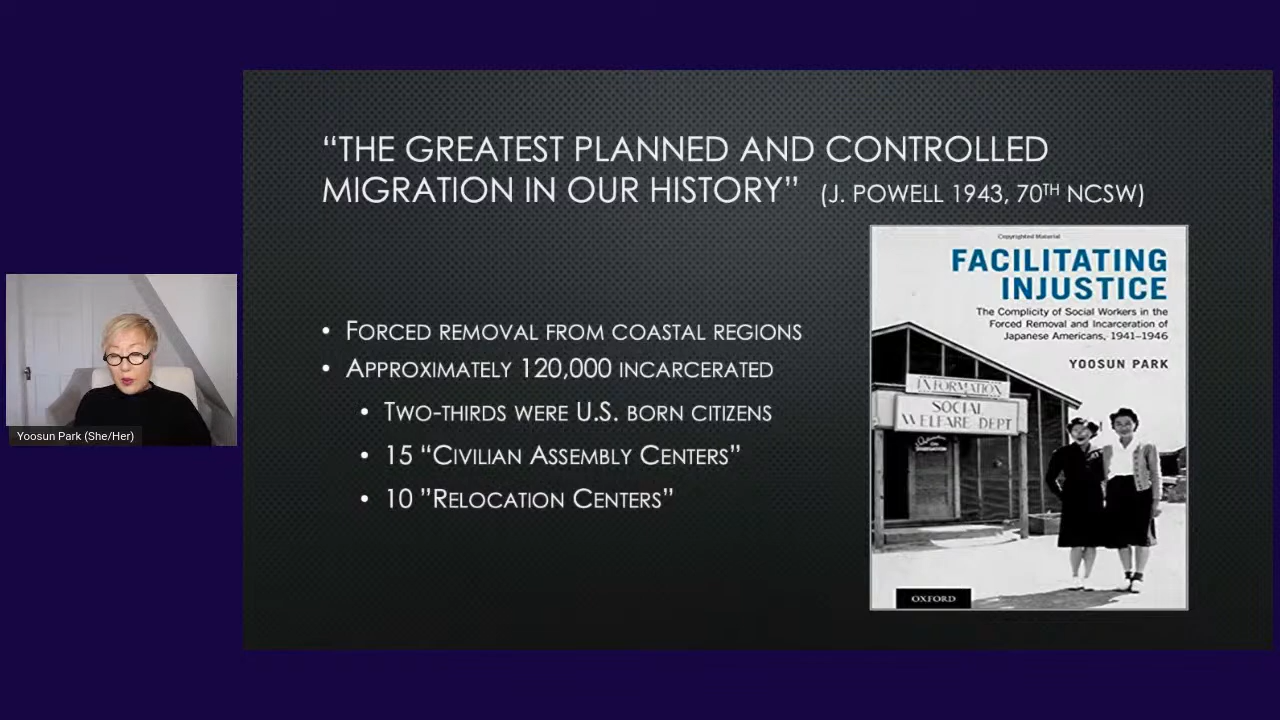 “THE GREATEST PLANNED AND CONTROLLED
MIGRATION IN OUR HISTORY” (J. POWELL 1943, 70TH NCSW)
• FORCED REMOVAL FROM COASTAL REGIONS
• APPROXIMATELY 120,000 INCARCERATED
• TWO-THIRDS WERE U.S. BORN CITIZENS
• 15 “CIVILIAN ASSEMBLY CENTERS”
• 10 ”RELOCATION CENTERS”
Copyrighted Material
FACILITATING
INJUSTICE
The Complicity of Social Workers in the
Forced Removal and Incarceration of
Japanese Americans, 1941–1946
YOOSUN PARK
INFORMATION
SOCIAL
WELFARE DEPT
OXFORD
Yoosun Park (She/Her)